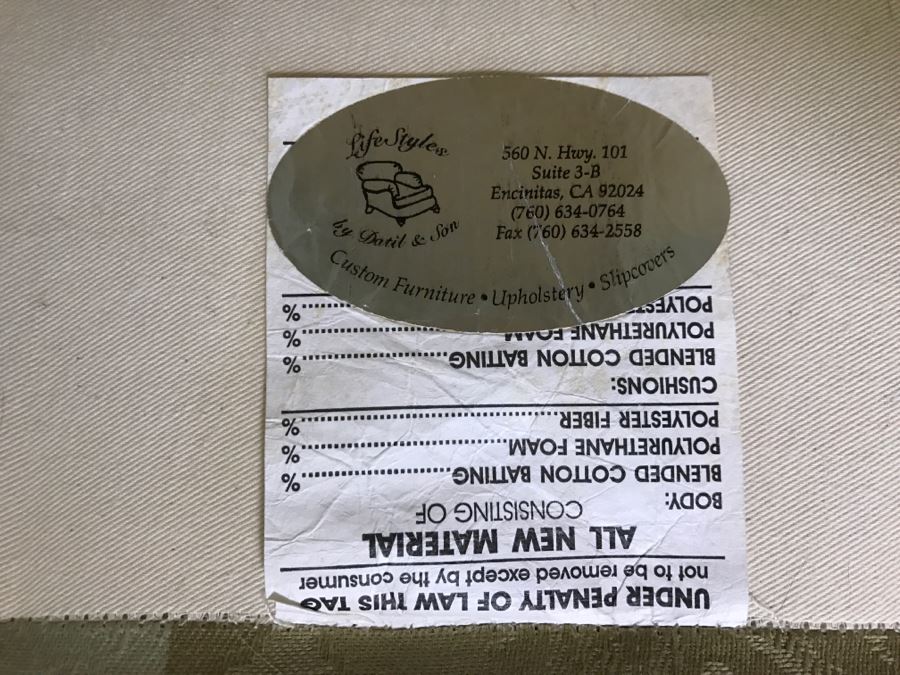 LifeStyles
by Datil & Son
560 N. Hwy. 101
Suite 3-B
Encinitas, CA 92024
(760) 634-0764
Fax (760) 634-2558
Custom Furniture • Upholstery • Slipcovers
UNDER PENALTY OF LAW THIS TAG
not to be removed except by the consumer
ALL NEW MATERIAL
CONSISTING OF
BODY:
BLENDED COTTON BATTING....................%
POLYURETHANE FOAM....................%
POLYESTER FIBER....................%
CUSHIONS:
BLENDED COTTON BATTING....................%
POLYURETHANE FOAM....................%
POLYESTER....................%